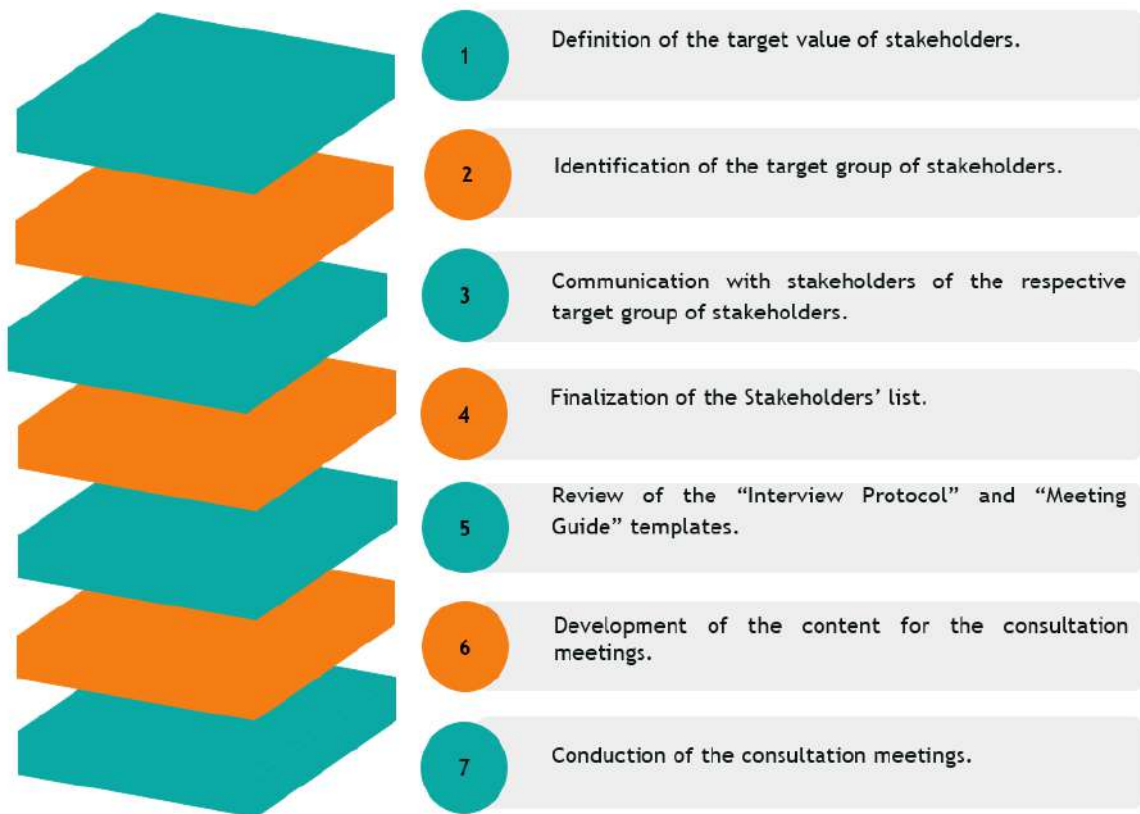 1
Definition of the target value of stakeholders.
2
Identification of the target group of stakeholders.
3
Communication with stakeholders of the respective
target group of stakeholders.
4
Finalization of the Stakeholders’ list.
5
Review of the “Interview Protocol” and “Meeting
Guide” templates.
6
Development of the content for the consultation
meetings.
7
Conduction of the consultation meetings.